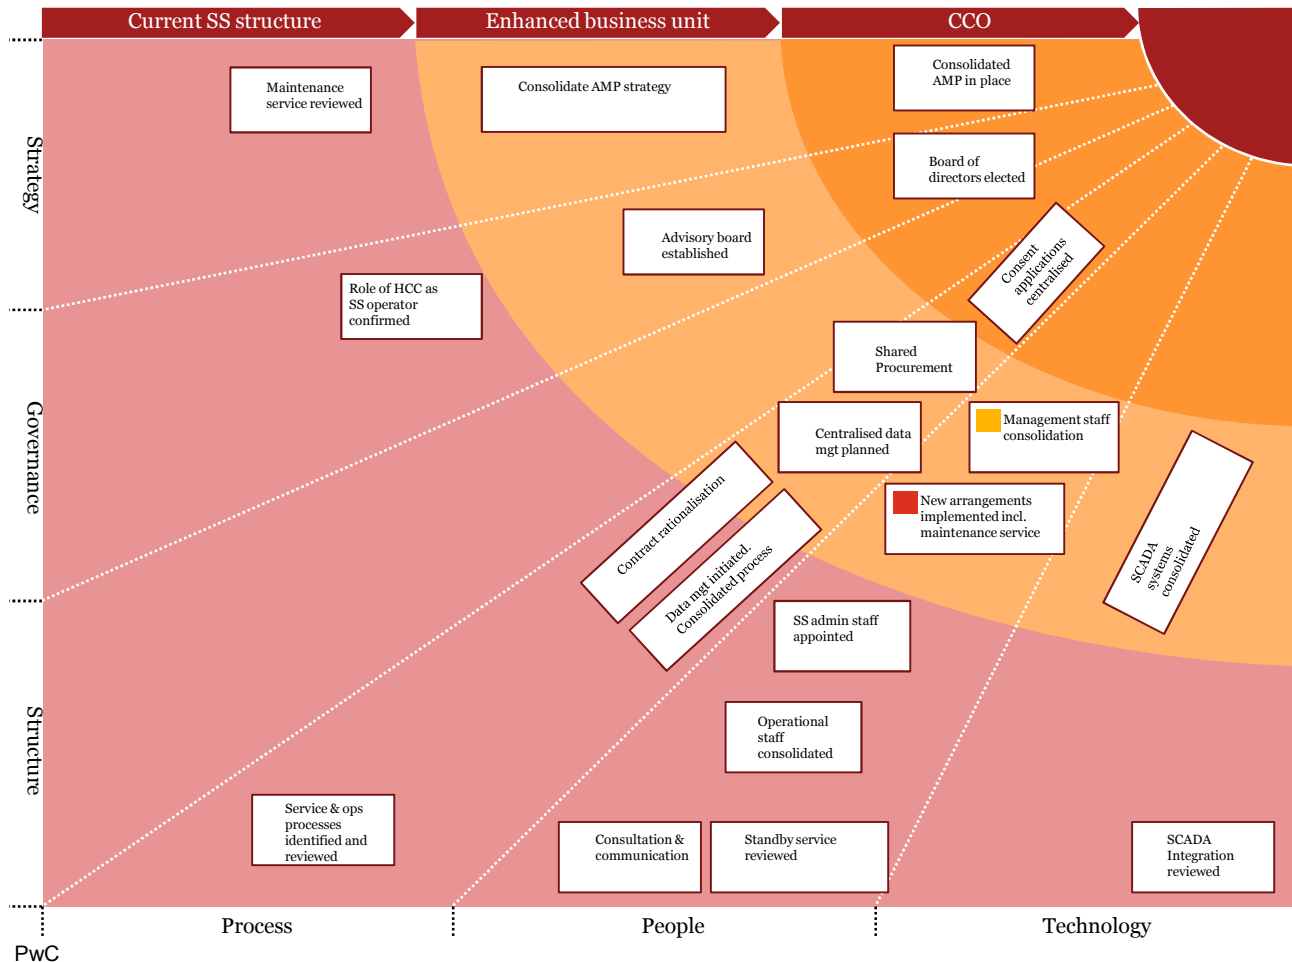 Current SS structure
Enhanced business unit
CCO
Strategy
Governance
Structure
Maintenance
service reviewed
Consolidate AMP strategy
Consolidated
AMP in place
Board of
directors elected
Advisory board
established
Role of HCC as
SS operator
confirmed
Consent
applications
centralised
Shared
Procurement
Centralised data
mgt planned
Management staff
consolidation
Contract rationalisation
Data mgt initiated.
Consolidated process
New arrangements
implemented incl.
maintenance service
SCADA
systems
consolidated
SS admin staff
appointed
Operational
staff
consolidated
Service & ops
processes
identified and
reviewed
Consultation &
communication
Standby service
reviewed
SCADA
Integration
reviewed
Process
People
Technology
PwC